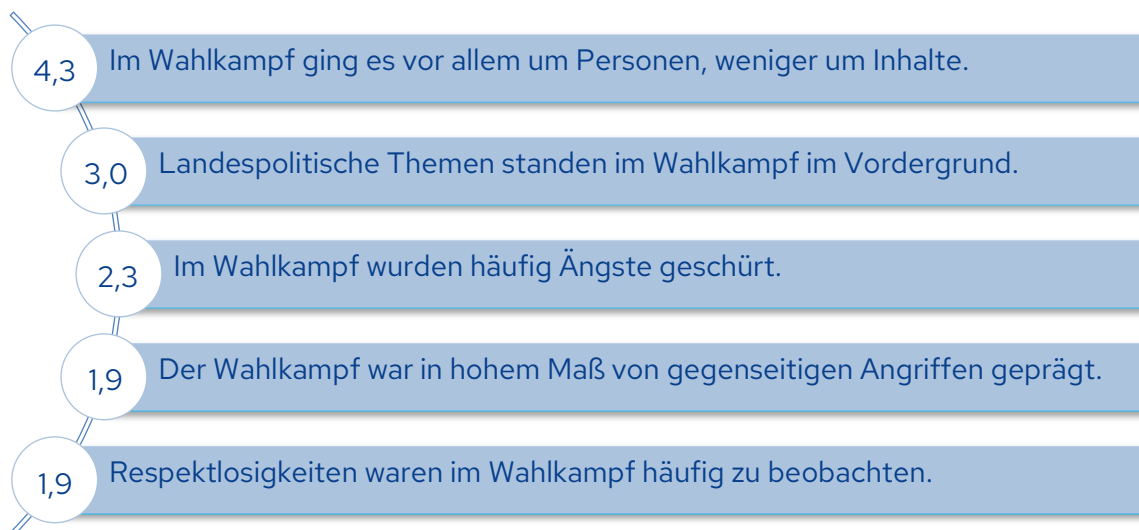 4,3 Im Wahlkampf ging es vor allem um Personen, weniger um Inhalte.
3,0 Landespolitische Themen standen im Wahlkampf im Vordergrund.
2,3 Im Wahlkampf wurden häufig Ängste geschürt.
1,9 Der Wahlkampf war in hohem Maß von gegenseitigen Angriffen geprägt.
1,9 Respektlosigkeiten waren im Wahlkampf häufig zu beobachten.